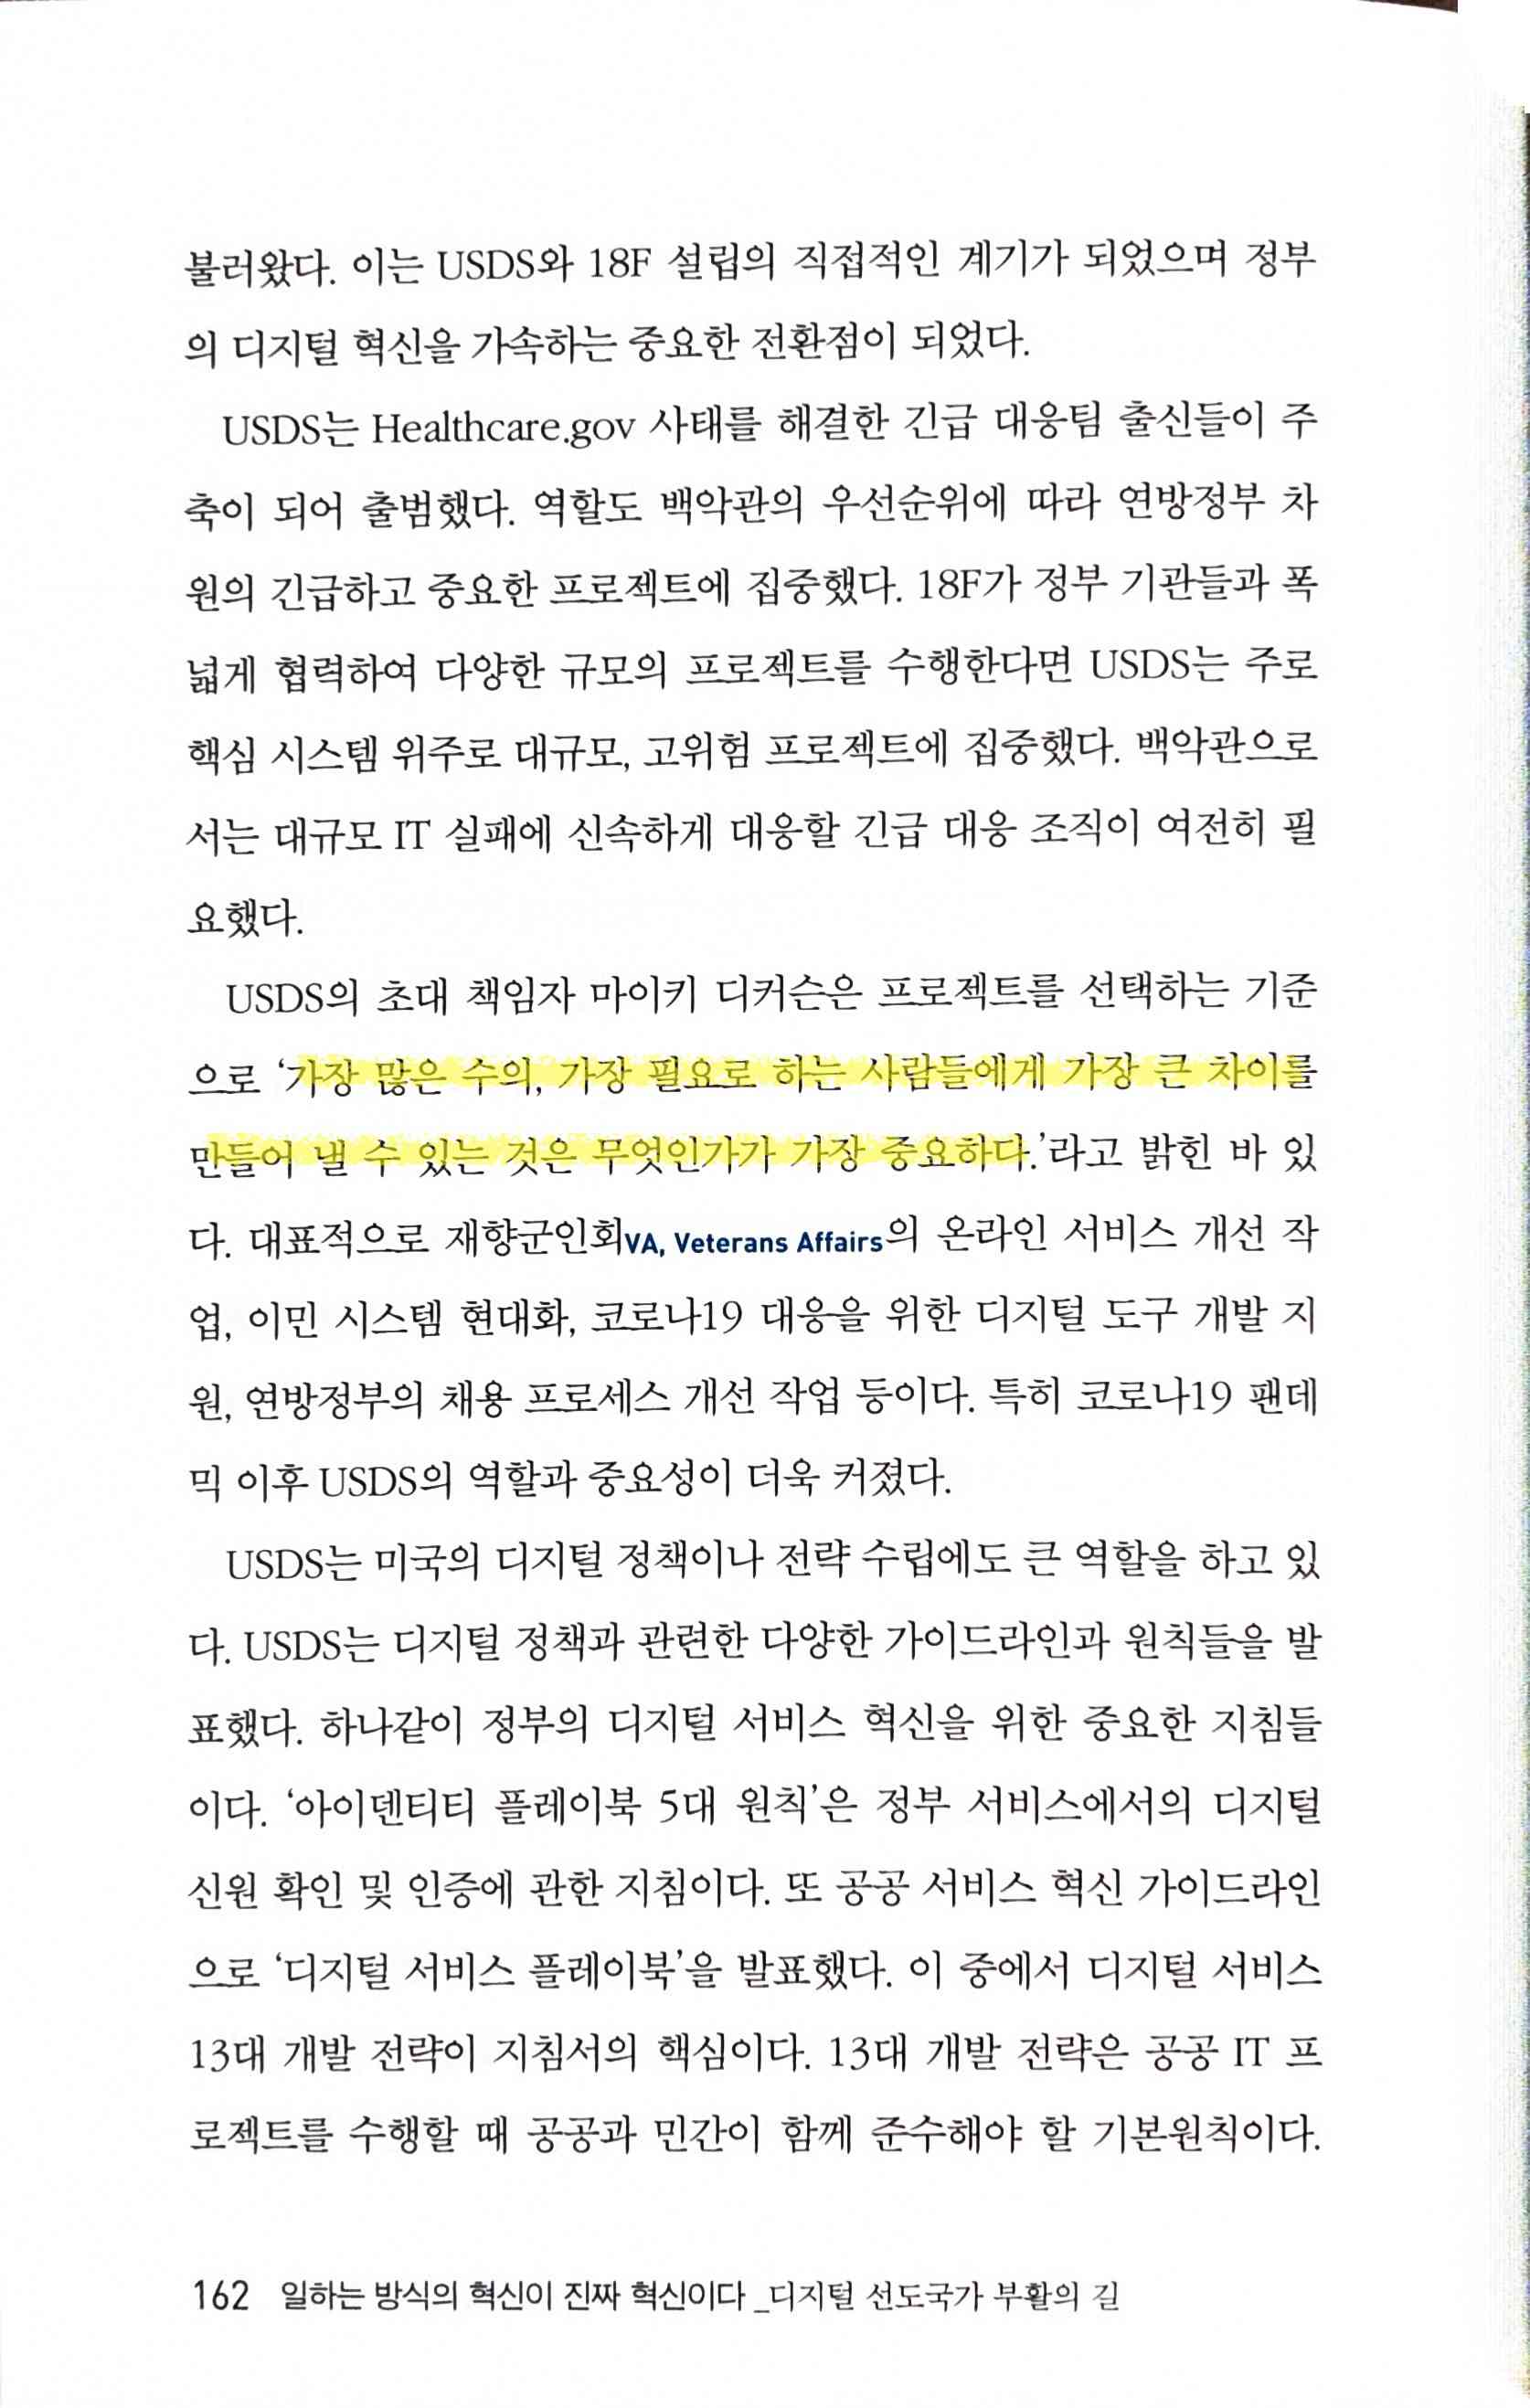 불러왔다. 이는 USDS와 18F 설립의 직접적인 계기가 되었으며 정부
의 디지털 혁신을 가속하는 중요한 전환점이 되었다.
USDS는 Healthcare.gov 사태를 해결한 긴급 대응팀 출신들이 주
축이 되어 출범했다. 역할도 백악관의 우선순위에 따라 연방정부 차
원의 긴급하고 중요한 프로젝트에 집중했다. 18F가 정부 기관들과 폭
넓게 협력하여 다양한 규모의 프로젝트를 수행한다면 USDS는 주로
핵심 시스템 위주로 대규모, 고위험 프로젝트에 집중했다. 백악관으로
서는 대규모 IT 실패에 신속하게 대응할 긴급 대응 조직이 여전히 필
요했다.
USDS의 초대 책임자 마이키 디커슨은 프로젝트를 선택하는 기준
으로 ‘가장 많은 수의, 가장 필요로 하는 사람들에게 가장 큰 차이를
만들어 낼 수 있는 것은 무엇인가가 가장 중요하다.’라고 밝힌 바 있
다. 대표적으로 재향군인회VA, Veterans Affairs의 온라인 서비스 개선 작
업, 이민 시스템 현대화, 코로나19 대응을 위한 디지털 도구 개발 지
원, 연방정부의 채용 프로세스 개선 작업 등이다. 특히 코로나19 팬데
믹 이후 USDS의 역할과 중요성이 더욱 커졌다.
USDS는 미국의 디지털 정책이나 전략 수립에도 큰 역할을 하고 있
다. USDS는 디지털 정책과 관련한 다양한 가이드라인과 원칙들을 발
표했다. 하나같이 정부의 디지털 서비스 혁신을 위한 중요한 지침들
이다. ‘아이덴티티 플레이북 5대 원칙’은 정부 서비스에서의 디지털
신원 확인 및 인증에 관한 지침이다. 또 공공 서비스 혁신 가이드라인
으로 ‘디지털 서비스 플레이북’을 발표했다. 이 중에서 디지털 서비스
13대 개발 전략이 지침서의 핵심이다. 13대 개발 전략은 공공 IT 프
로젝트를 수행할 때 공공과 민간이 함께 준수해야 할 기본원칙이다.
162 일하는 방식의 혁신이 진짜 혁신이다 _디지털 선도국가 부활의 길